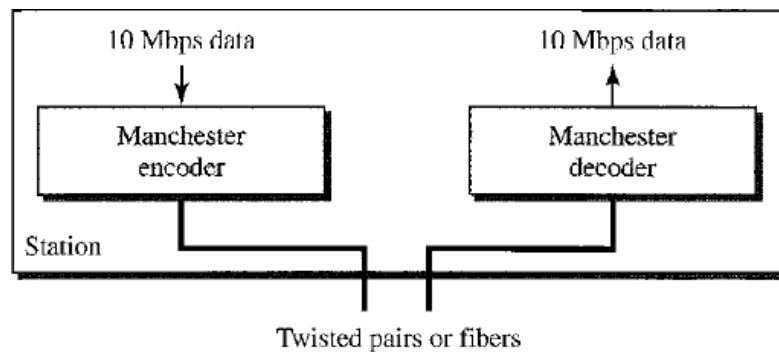 10 Mbps data
10 Mbps data
Manchester
encoder
Manchester
decoder
Station
Twisted pairs or fibers